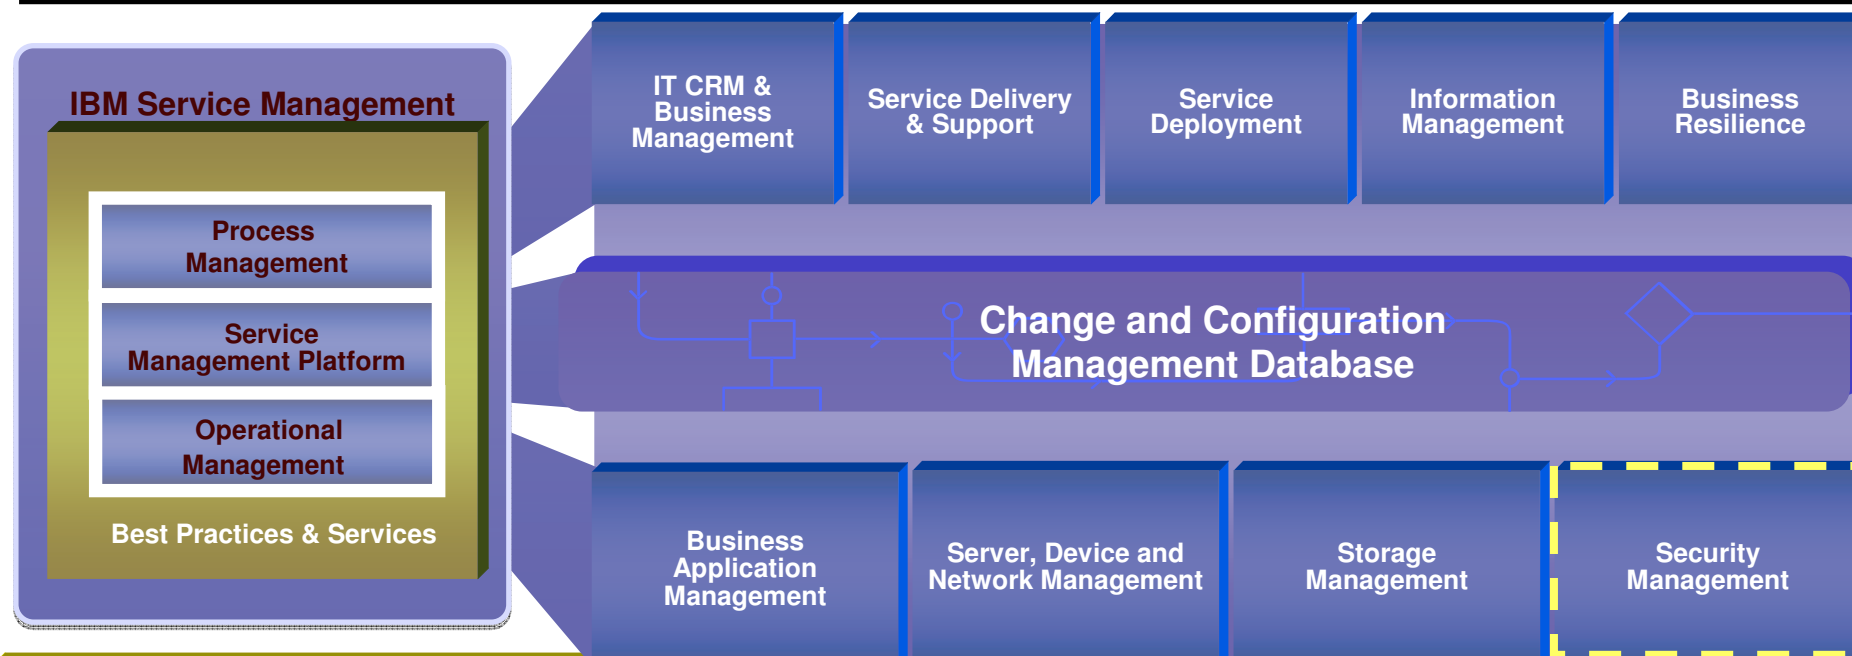 IBM Service Management
Process
Management
Service
Management Platform
Operational
Management
Best Practices & Services
IT CRM &
Business
Management
Service Delivery
& Support
Service
Deployment
Information
Management
Business
Resilience
Change and Configuration
Management Database
Business
Application
Management
Server, Device and
Network Management
Storage
Management
Security
Management